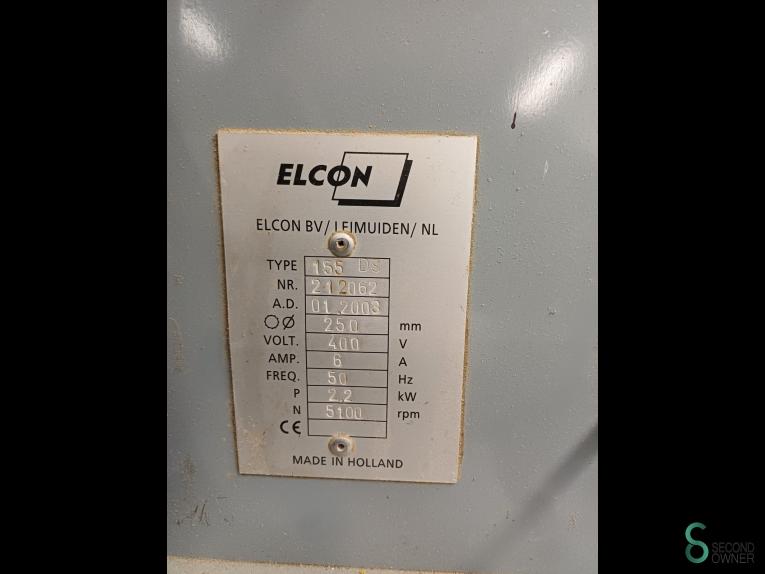 ELCON
ELCON BV/ LEIMUIDEN/ NL
TYPE 155 DS
NR. 212062
A.D. 01.2003
Ø 250 mm
VOLT. 400 V
AMP. 6 A
FREQ. 50 Hz
P 2,2 kW
N 5100 rpm
CE
MADE IN HOLLAND
SECOND
OWNER